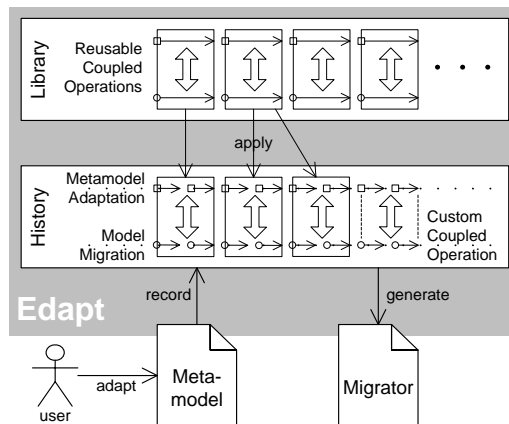 Library
Reusable
Coupled
Operations
. . .
apply
History
Metamodel
Adaptation
Model
Migration
Custom
Coupled
Operation
record
generate
Edapt
adapt
user
Meta-
model
Migrator